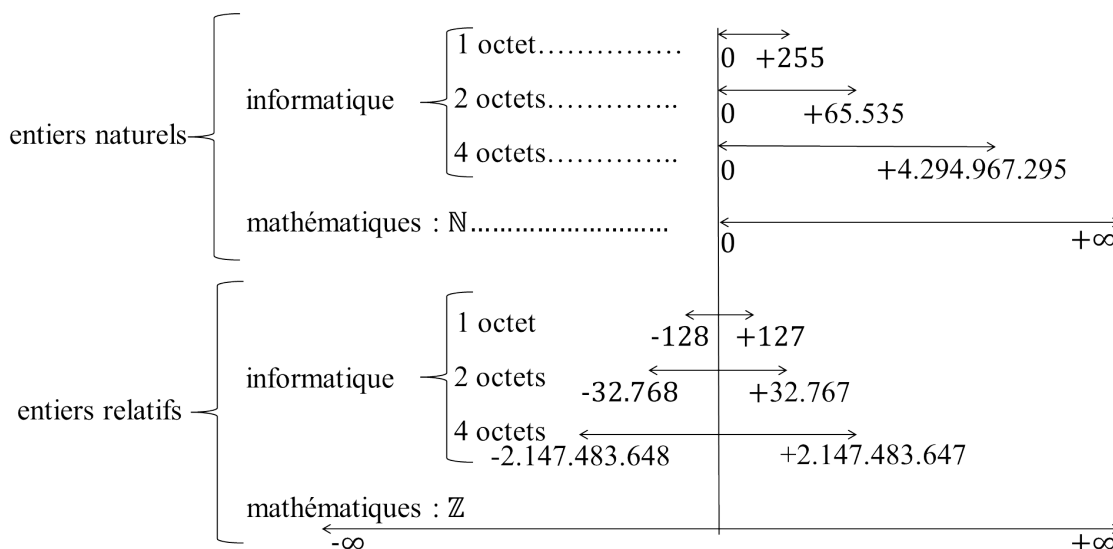 1 octet……………
0 +255
informatique
2 octets…………..
0 +65.535
entiers naturels
4 octets…………..
0 +4.294.967.295
mathématiques : ℕ………………………
0 +∞
1 octet
-128 +127
informatique
2 octets
-32.768 +32.767
entiers relatifs
4 octets
-2.147.483.648 +2.147.483.647
mathématiques : ℤ
-∞ +∞